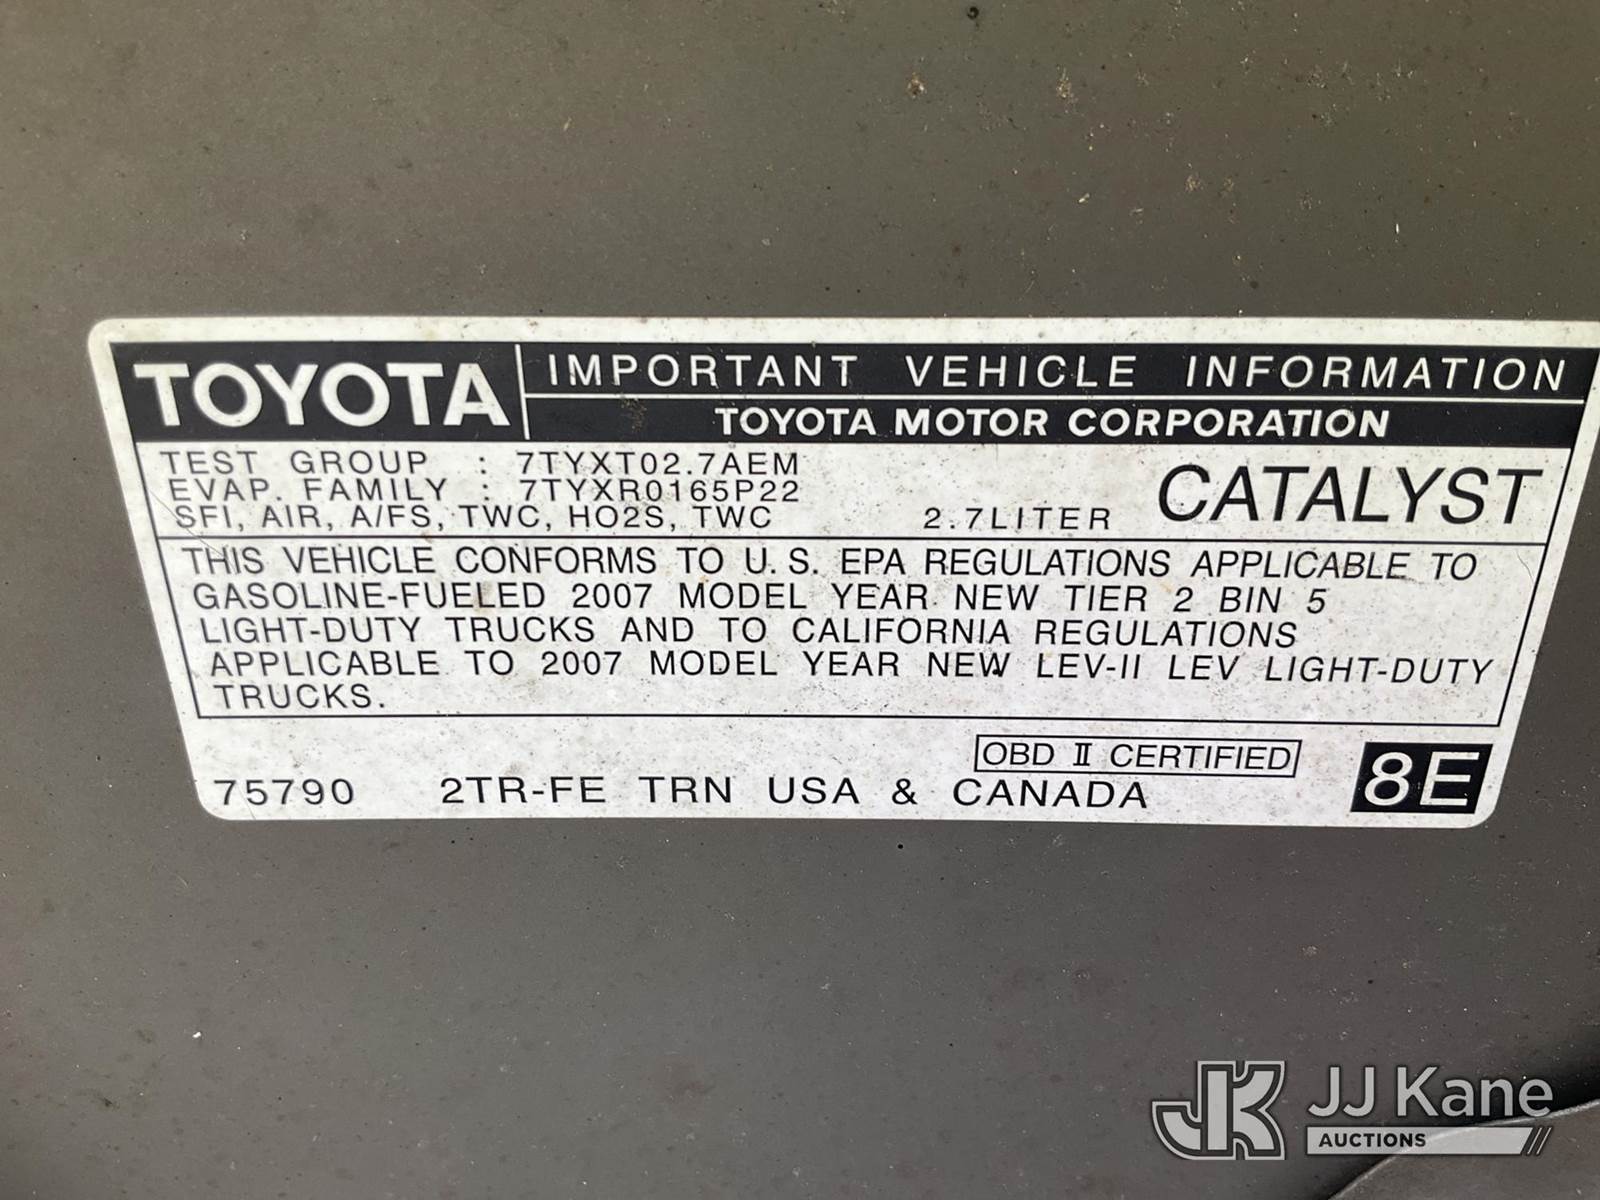 TOYOTA
IMPORTANT VEHICLE INFORMATION
TOYOTA MOTOR CORPORATION
TEST GROUP : 7TYXT02.7AEM
EVAP. FAMILY : 7TYXR0165P22
SFI, AIR, A/FS, TWC, HO2S, TWC 2.7LITER CATALYST
THIS VEHICLE CONFORMS TO U.S. EPA REGULATIONS APPLICABLE TO
GASOLINE-FUELED 2007 MODEL YEAR NEW TIER 2 BIN 5
LIGHT-DUTY TRUCKS AND TO CALIFORNIA REGULATIONS
APPLICABLE TO 2007 MODEL YEAR NEW LEV-II LEV LIGHT-DUTY
TRUCKS.
OBD II CERTIFIED
75790 2TR-FE TRN USA & CANADA 8E
JK JJ Kane
AUCTIONS